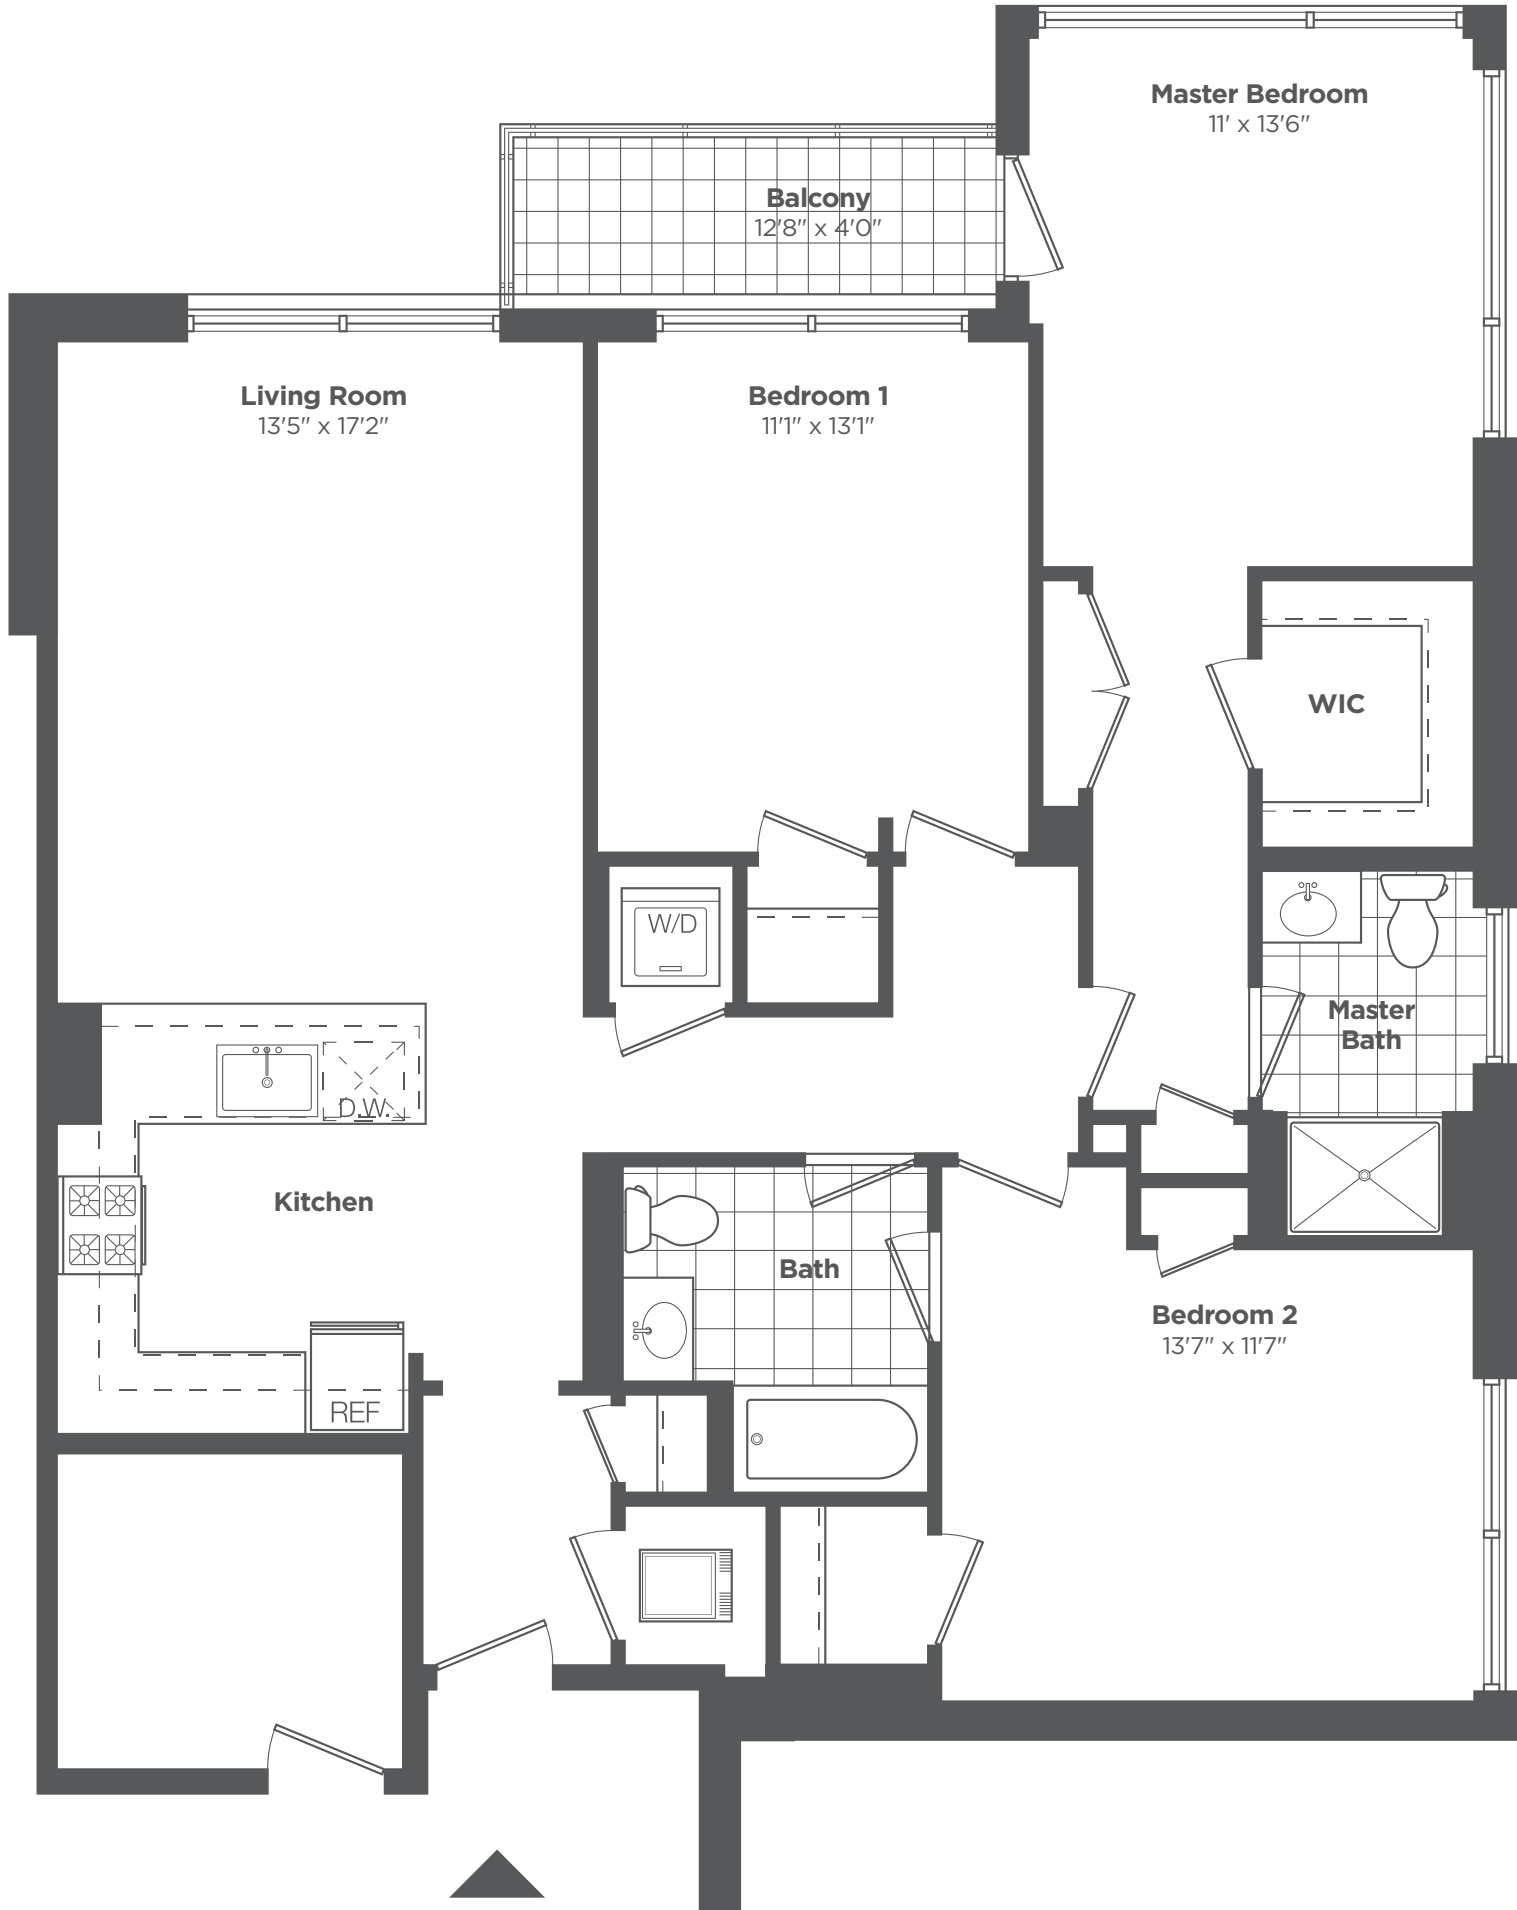 Master Bedroom
11' x 13'6"
Balcony
12'8" x 4'0"
Living Room
13'5" x 17'2"
Bedroom 1
11'1" x 13'1"
WIC
W/D
Master
Bath
D.W.
Kitchen
Bath
Bedroom 2
13'7" x 11'7"
REF